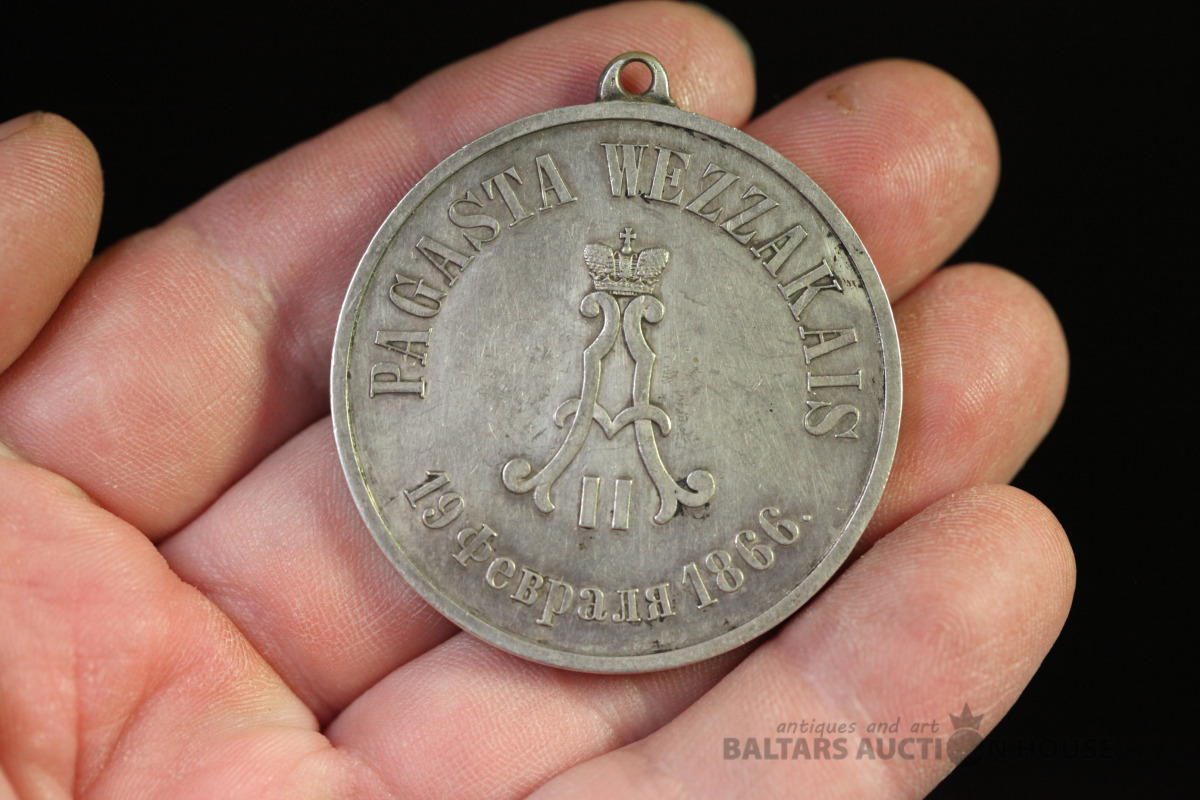 PAGASTA WEZZAKAIS
II
19 Февраля 1866.
antiques and art
BALTARS AUCTION HOUSE